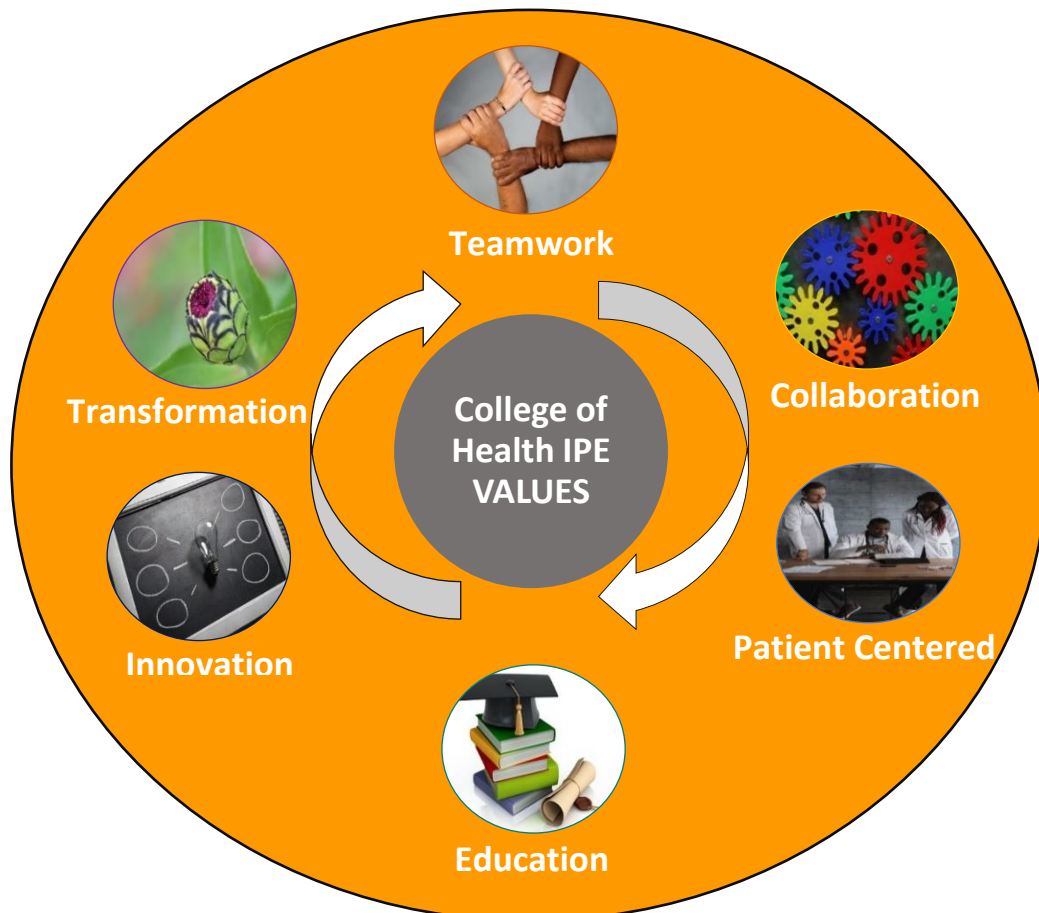 Teamwork
Transformation
Collaboration
College of
Health IPE
VALUES
Innovation
Patient Centered
Education